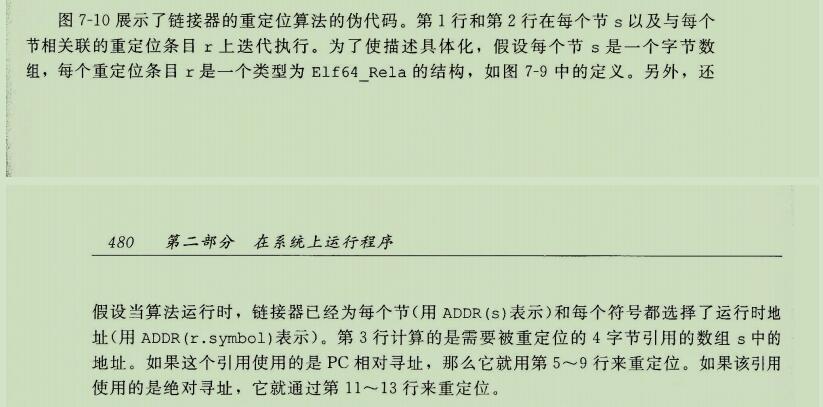 图 7-10 展示了链接器的重定位算法的伪代码。第 1 行和第 2 行在每个节 s 以及与每个
节相关联的重定位条目 r 上迭代执行。为了使描述具体化，假设每个节 s 是一个字节数
组，每个重定位条目 r 是一个类型为 Elf64_Rela 的结构，如图 7-9 中的定义。另外，还
480 第二部分 在系统上运行程序
假设当算法运行时，链接器已经为每个节(用 ADDR(s)表示)和每个符号都选择了运行时地
址(用 ADDR(r.symbol)表示)。第 3 行计算的是需要被重定位的 4 字节引用的数组 s 中的
地址。如果这个引用使用的是 PC 相对寻址，那么它就用第 5～9 行来重定位。如果该引用
使用的是绝对寻址，它就通过第 11～13 行来重定位。